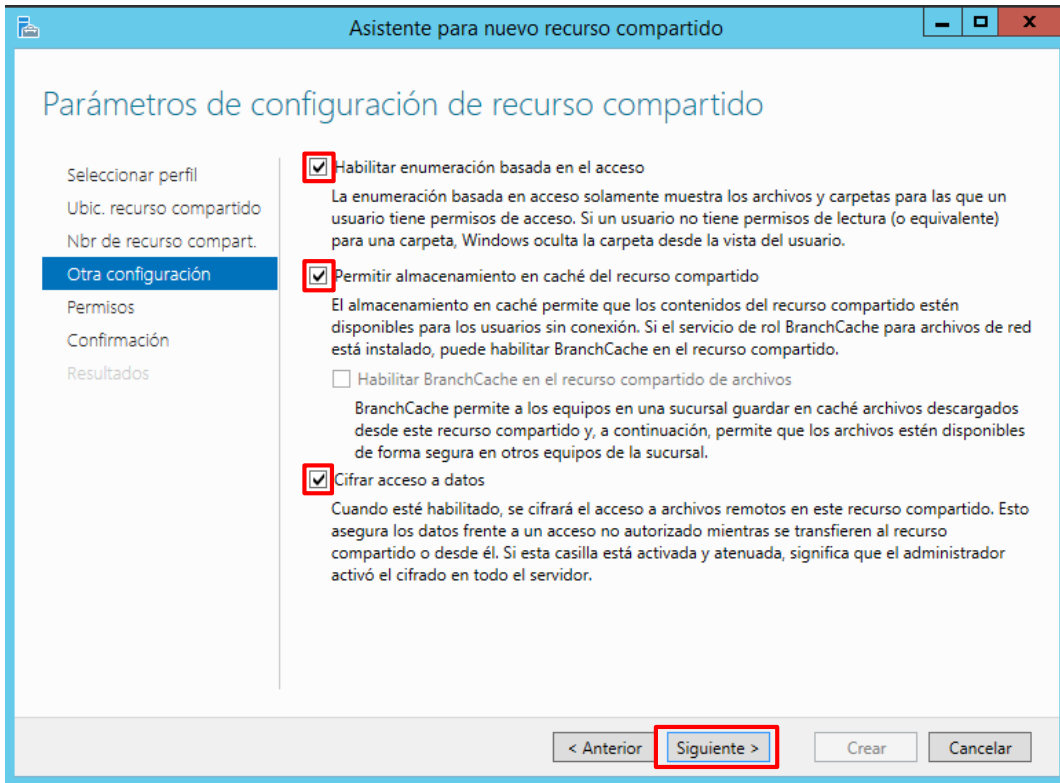 Asistente para nuevo recurso compartido
x
Parámetros de configuración de recurso compartido
Seleccionar perfil
Ubic. recurso compartido
Nbr de recurso compart.
Otra configuración
Permisos
Confirmación
Resultados
Habilitar enumeración basada en el acceso
La enumeración basada en acceso solamente muestra los archivos y carpetas para las que un
usuario tiene permisos de acceso. Si un usuario no tiene permisos de lectura (o equivalente)
para una carpeta, Windows oculta la carpeta desde la vista del usuario.
Permitir almacenamiento en caché del recurso compartido
El almacenamiento en caché permite que los contenidos del recurso compartido estén
disponibles para los usuarios sin conexión. Si el servicio de rol BranchCache para archivos de red
está instalado, puede habilitar BranchCache en el recurso compartido.
Habilitar BranchCache en el recurso compartido de archivos
BranchCache permite a los equipos en una sucursal guardar en caché archivos descargados
desde este recurso compartido y, a continuación, permite que los archivos estén disponibles
de forma segura en otros equipos de la sucursal.
Cifrar acceso a datos
Cuando esté habilitado, se cifrará el acceso a archivos remotos en este recurso compartido. Esto
asegura los datos frente a un acceso no autorizado mientras se transfieren al recurso
compartido o desde él. Si esta casilla está activada y atenuada, significa que el administrador
activó el cifrado en todo el servidor.
< Anterior
Siguiente >
Crear
Cancelar